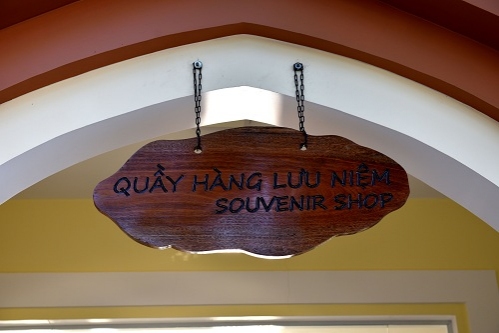 QUẦY HÀNG LƯU NIỆM
SOUVENIR SHOP